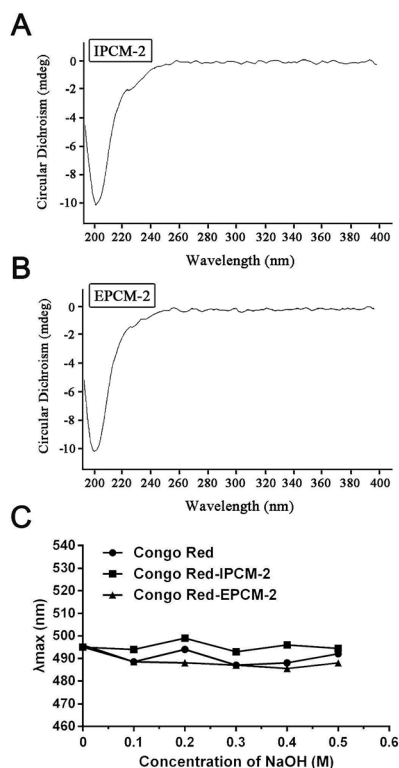 A
IPCM-2
Circular Dichroism (mdeg)
0
-2
-4
-6
-8
-10
200 220 240 260 280 300 320 340 360 380 400
Wavelength (nm)
B
EPCM-2
Circular Dichroism (mdeg)
0
-2
-4
-6
-8
-10
200 220 240 260 280 300 320 340 360 380 400
Wavelength (nm)
C
Congo Red
Congo Red-IPCM-2
Congo Red-EPCM-2
λmax (nm)
540
530
520
510
500
490
480
460
0 0.1 0.2 0.3 0.4 0.5 0.6
Concentration of NaOH (M)